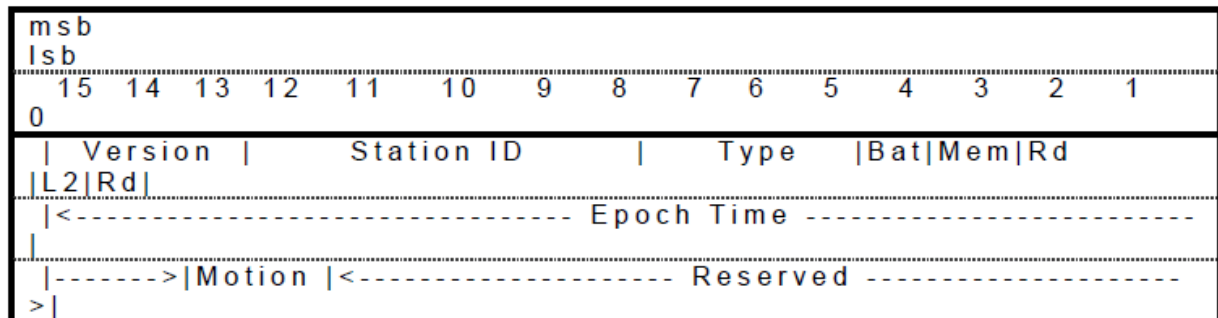 msb
lsb
15 14 13 12 11 10 9 8 7 6 5 4 3 2 1
0
| Version | Station ID | Type |Bat|Mem|Rd
|L2|Rd|
|<---------------------------------- Epoch Time ---------------------------
|
|------->|Motion |<---------------------- Reserved ----------------------
>|